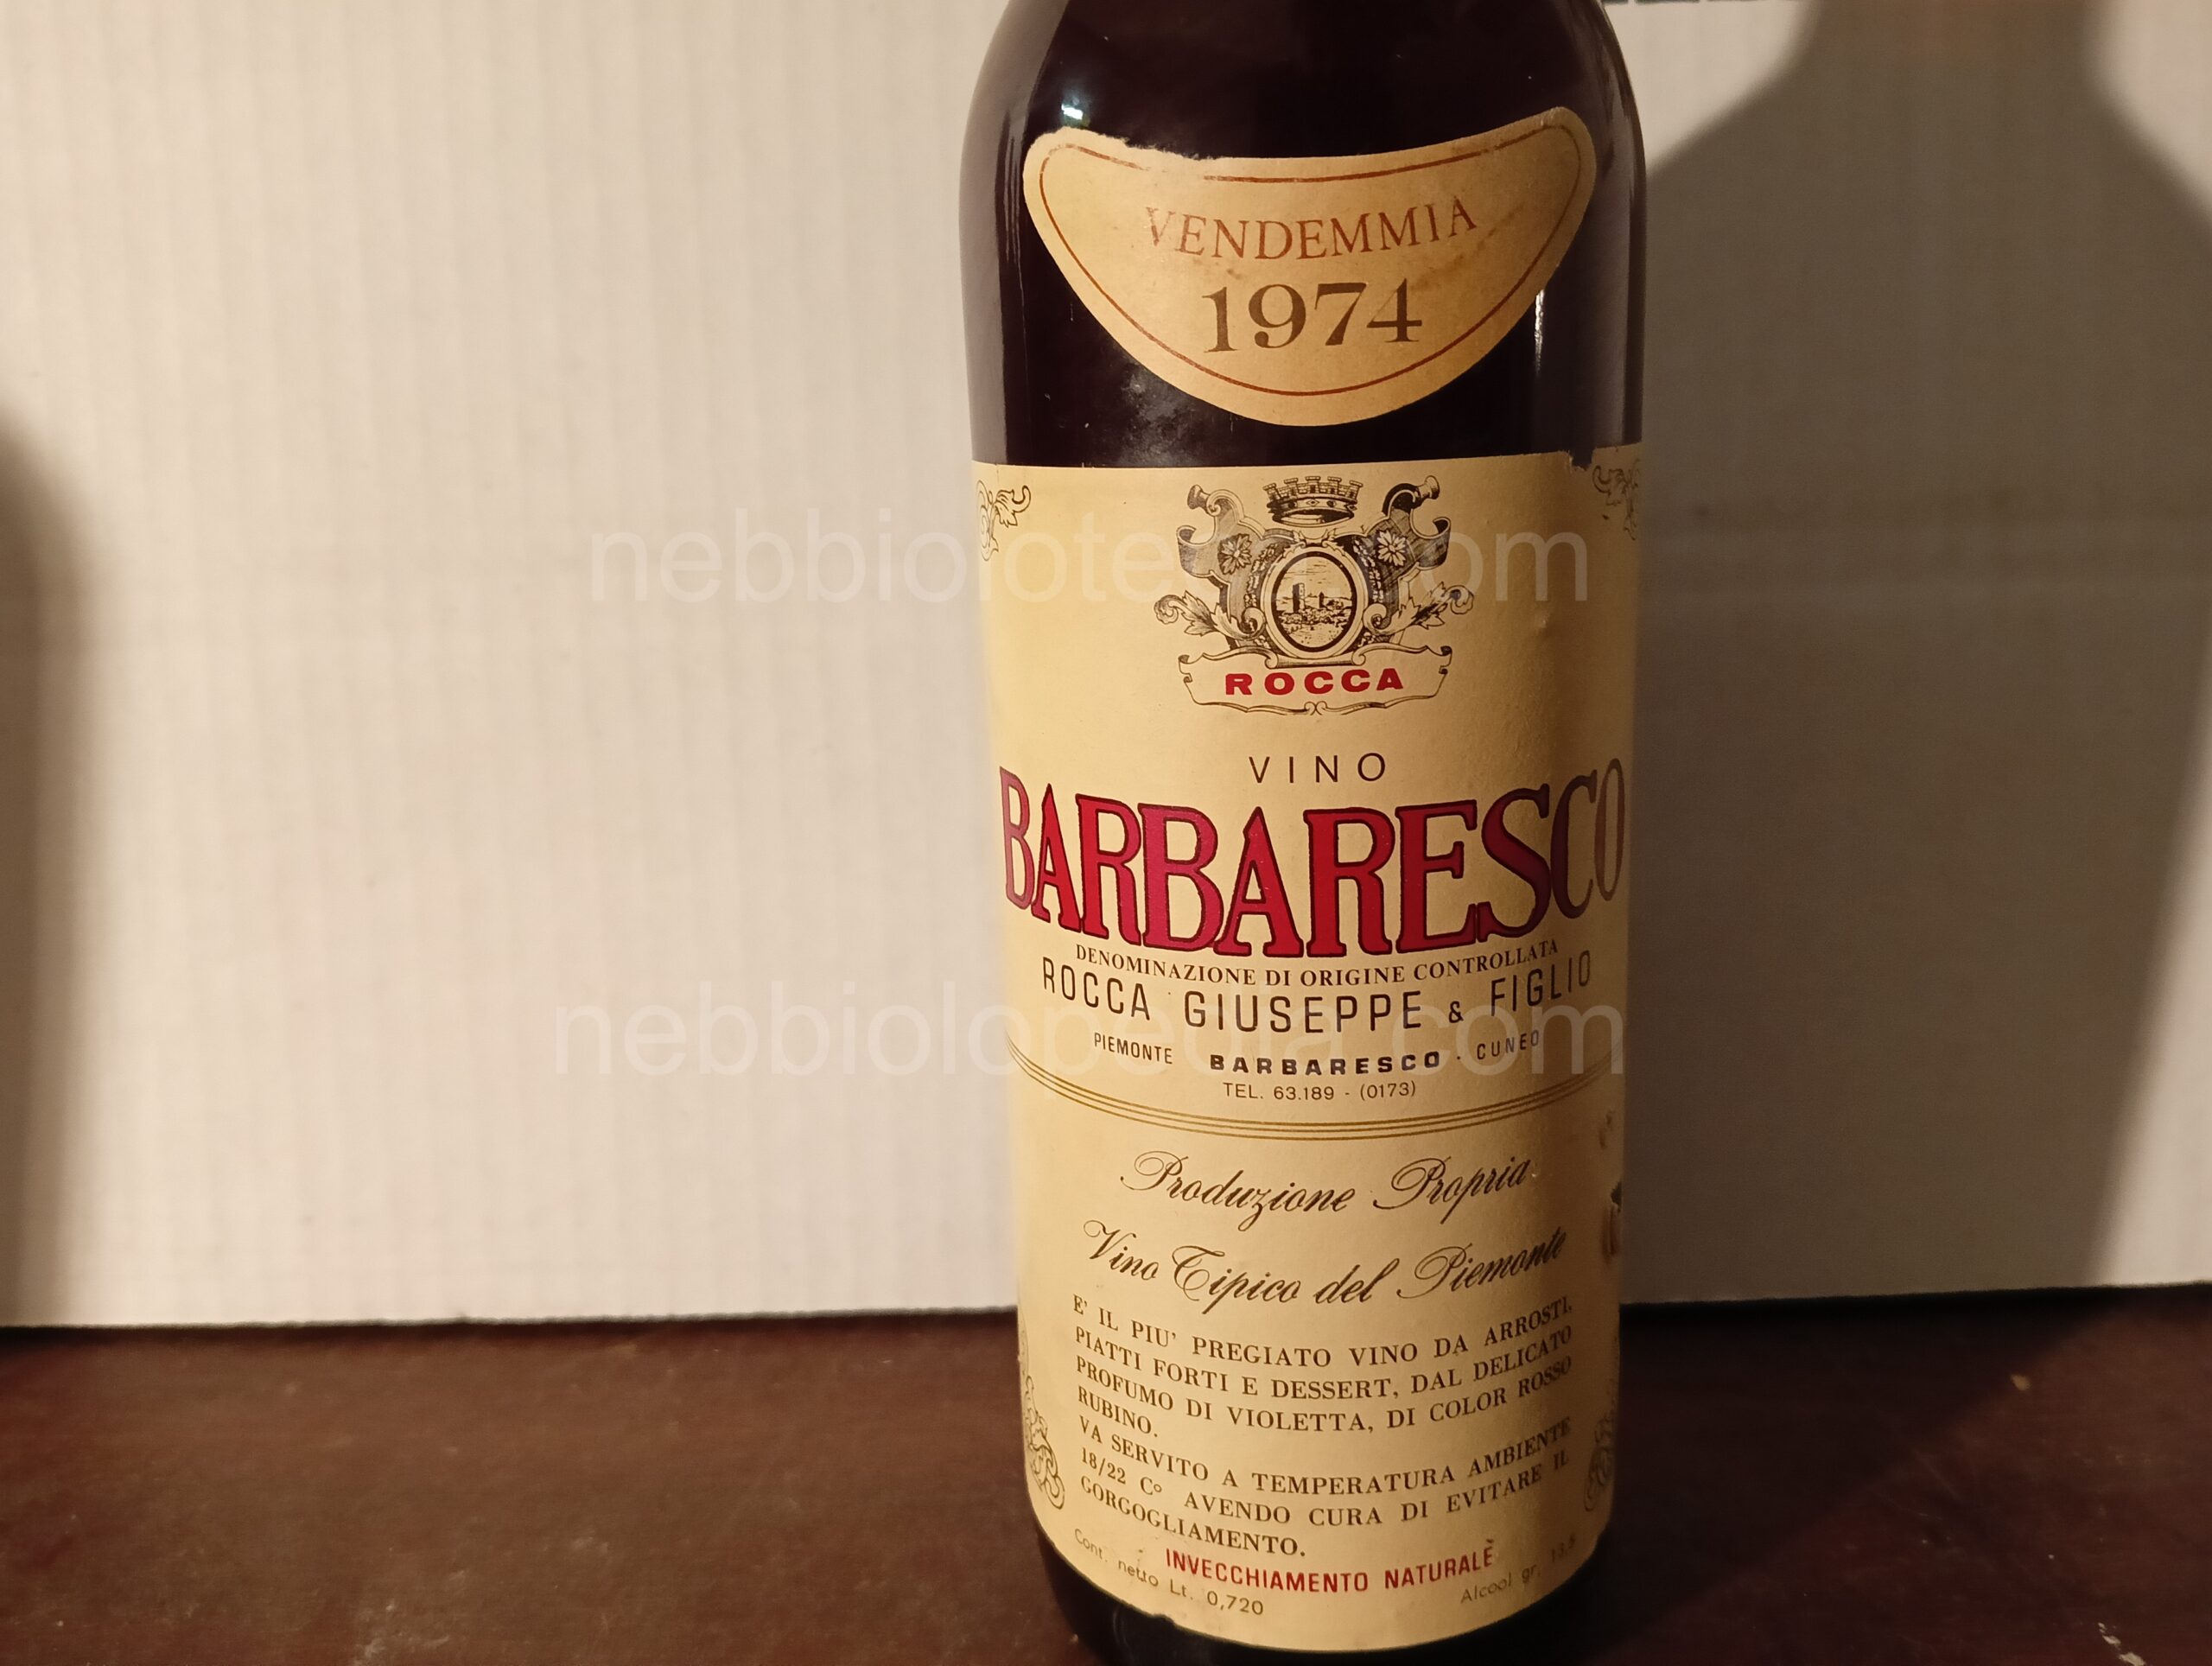 VENDEMMIA
1974
ROCCA
VINO
BARBARESCO
DENOMINAZIONE DI ORIGINE CONTROLLATA
ROCCA GIUSEPPE & FIGLIO
PIEMONTE BARBARESCO - CUNEO
TEL. 63.189 - (0173)
Produzione Propria
Vino Tipico del Piemonte
E' IL PIU' PREGIATO VINO DA ARROSTI,
PIATTI FORTI E DESSERT, DAL DELICATO
PROFUMO DI VIOLETTA, DI COLOR ROSSO
RUBINO.
VA SERVITO A TEMPERATURA AMBIENTE
18/22 C° AVENDO CURA DI EVITARE IL
GORGOGLIAMENTO.
INVECCHIAMENTO NATURALE
Cont. netto Lt. 0,720
Alcool gr.
nebbiolopedia.com